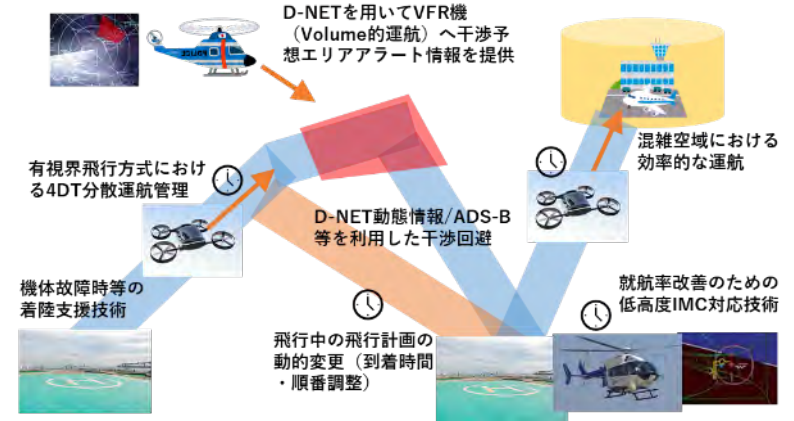 D-NETを用いてVFR機
（Volume的運航）へ干渉予
想エリアアラート情報を提供
混雑空域における
効率的な運航
有視界飛行方式におけ
る4DT分散運航管理
D-NET動態情報/ADS-B
等を利用した干渉回避
機体故障時等の
着陸支援技術
就航率改善のための
低高度IMC対応技術
飛行中の飛行計画の
動的変更（到着時間
・順番調整）